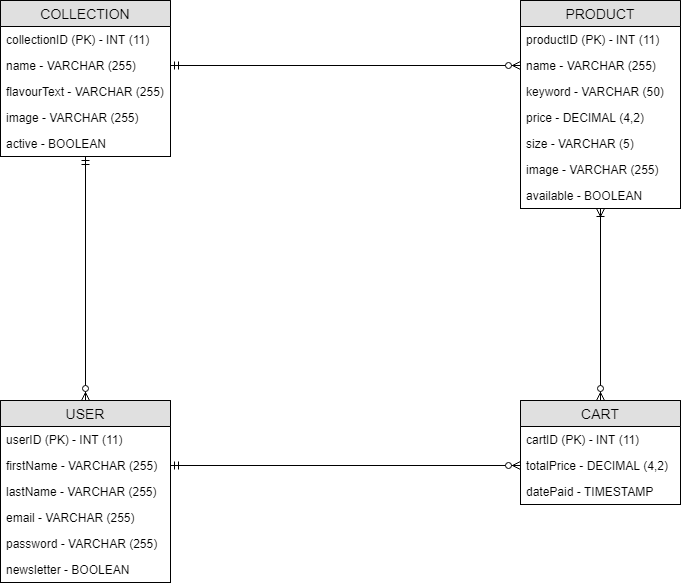 COLLECTION
collectionID (PK) - INT (11)
name - VARCHAR (255)
flavourText - VARCHAR (255)
image - VARCHAR (255)
active - BOOLEAN
PRODUCT
productID (PK) - INT (11)
name - VARCHAR (255)
keyword - VARCHAR (50)
price - DECIMAL (4,2)
size - VARCHAR (5)
image - VARCHAR (255)
available - BOOLEAN
USER
userID (PK) - INT (11)
firstName - VARCHAR (255)
lastName - VARCHAR (255)
email - VARCHAR (255)
password - VARCHAR (255)
newsletter - BOOLEAN
CART
cartID (PK) - INT (11)
totalPrice - DECIMAL (4,2)
datePaid - TIMESTAMP